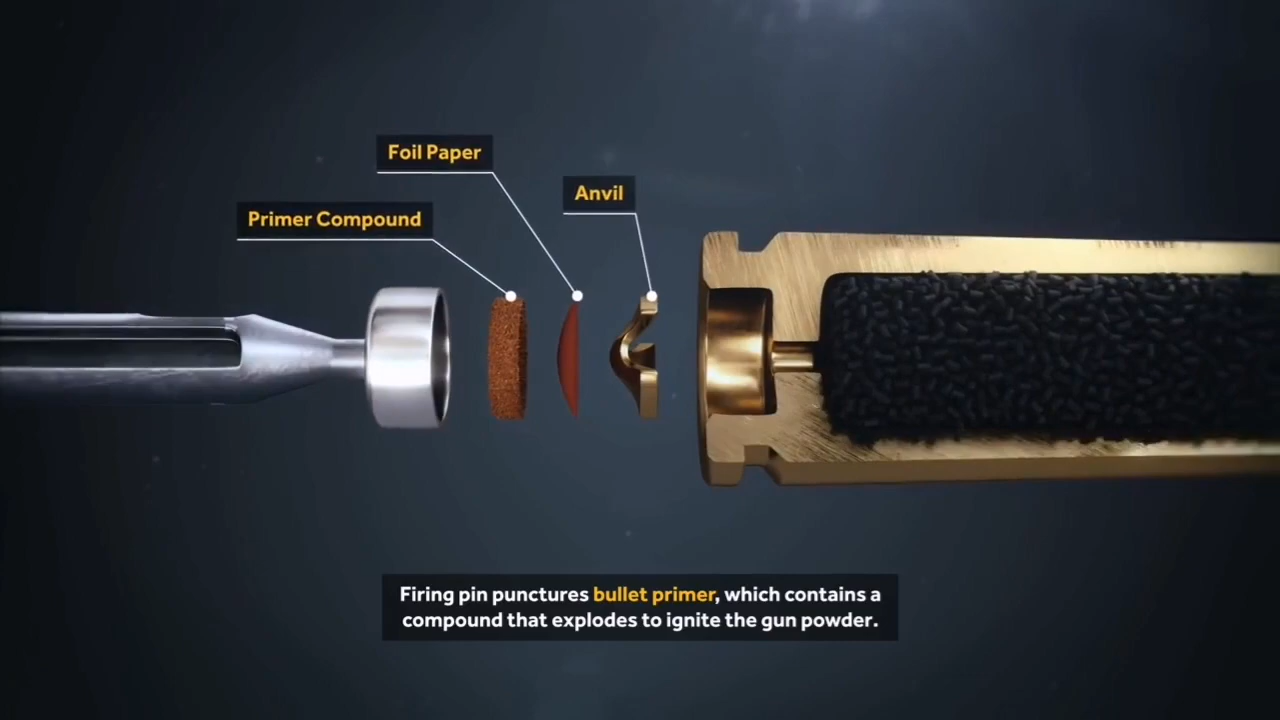 Foil Paper
Anvil
Primer Compound
Firing pin punctures bullet primer, which contains a
compound that explodes to ignite the gun powder.